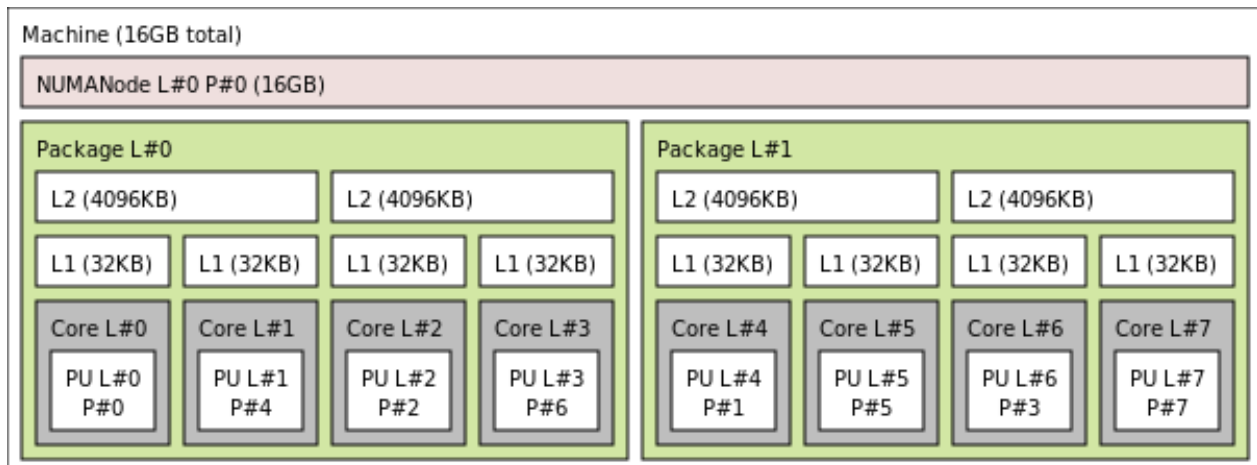 Machine (16GB total)
NUMANode L#0 P#0 (16GB)
Package L#0
L2 (4096KB)
L2 (4096KB)
L1 (32KB)
L1 (32KB)
L1 (32KB)
L1 (32KB)
Core L#0
PU L#0
P#0
Core L#1
PU L#1
P#4
Core L#2
PU L#2
P#2
Core L#3
PU L#3
P#6
Package L#1
L2 (4096KB)
L2 (4096KB)
L1 (32KB)
L1 (32KB)
L1 (32KB)
L1 (32KB)
Core L#4
PU L#4
P#1
Core L#5
PU L#5
P#5
Core L#6
PU L#6
P#3
Core L#7
PU L#7
P#7